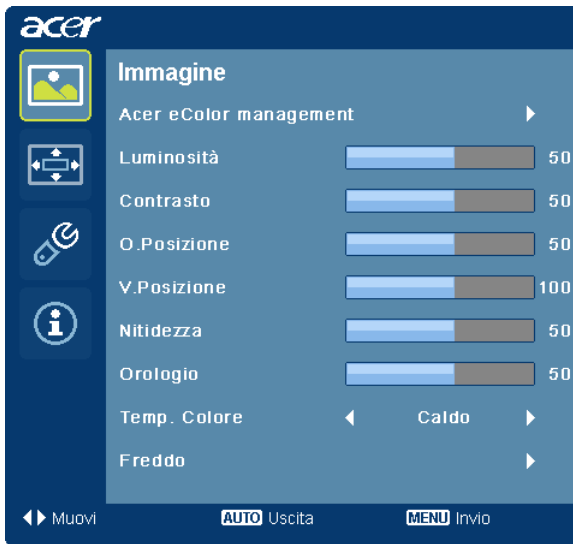 acer
Immagine
Acer eColor management
Luminosità 50
Contrasto 50
O.Posizione 50
V.Posizione 100
Nitidezza 50
Orologio 50
Temp. Colore Caldo
Freddo
Muovi AUTO Uscita MENU Invio